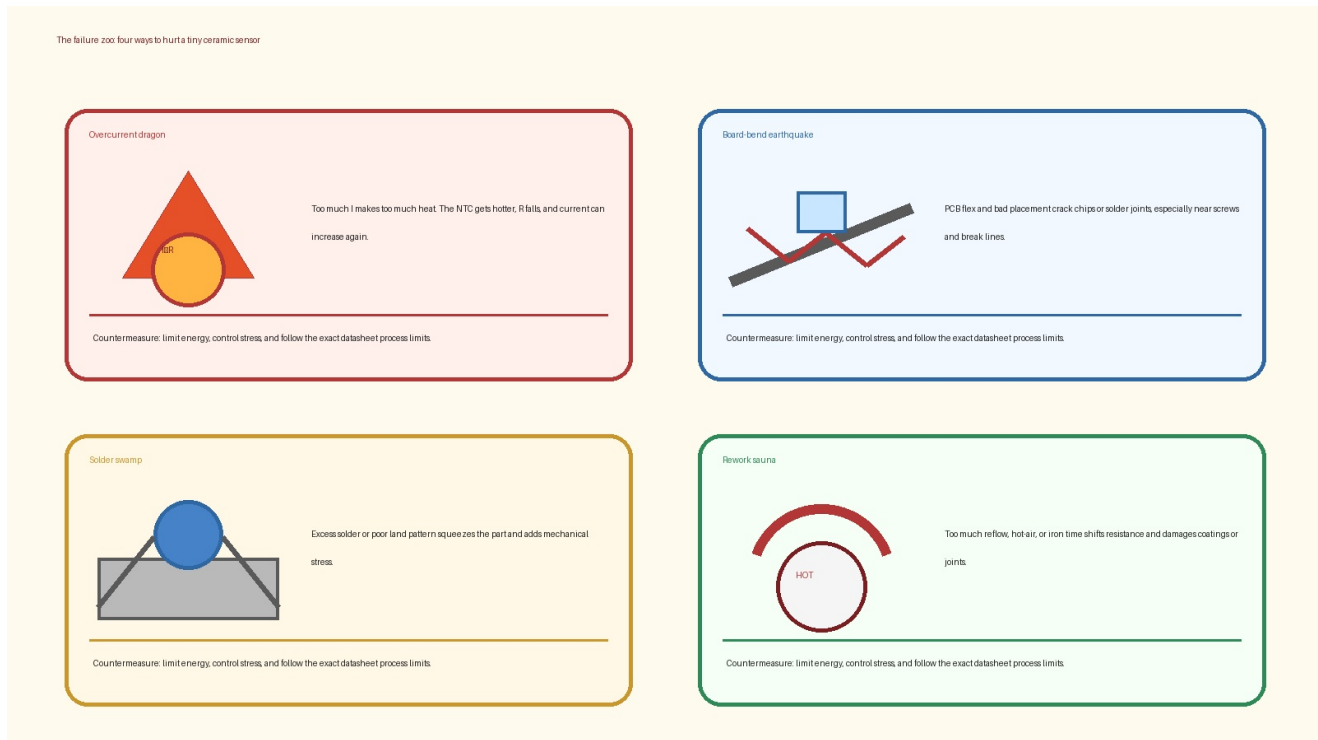 The failure zoo: four ways to hurt a tiny ceramic sensor
Overcurrent dragon
Too much I makes too much heat. The NTC gets hotter, R falls, and current can
increase again.
Countermeasure: limit energy, control stress, and follow the exact datasheet process limits.
Board-bend earthquake
PCB flex and bad placement crack chips or solder joints, especially near screws
and break lines.
Countermeasure: limit energy, control stress, and follow the exact datasheet process limits.
Solder swamp
Excess solder or poor land pattern squeezes the part and adds mechanical
stress.
Countermeasure: limit energy, control stress, and follow the exact datasheet process limits.
Rework sauna
HOT
Too much reflow, hot-air, or iron time shifts resistance and damages coatings or
joints.
Countermeasure: limit energy, control stress, and follow the exact datasheet process limits.